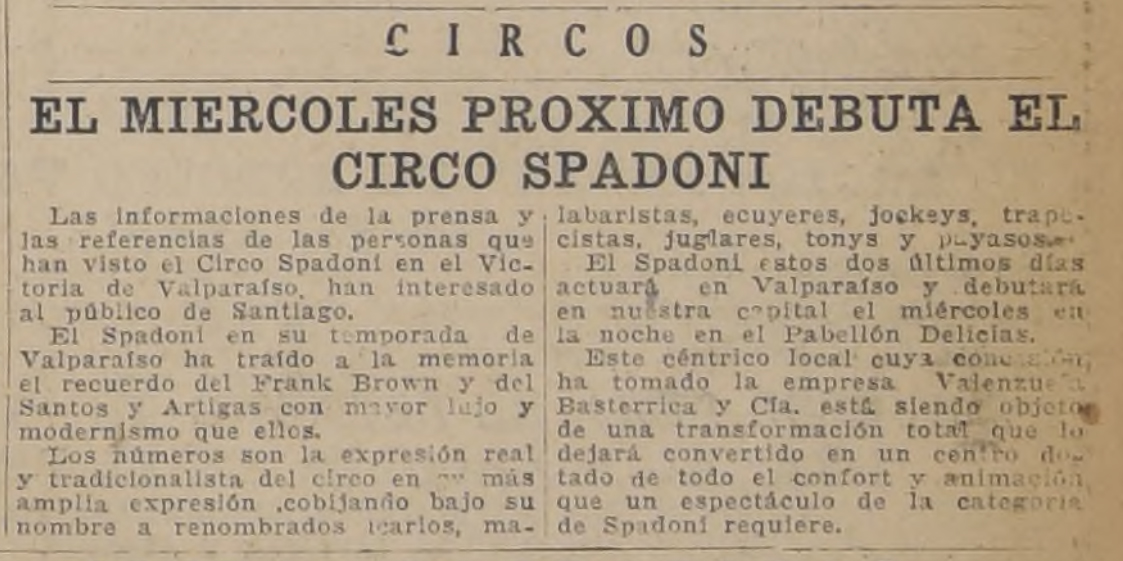 CIRCOS
EL MIERCOLES PROXIMO DEBUTA EL
CIRCO SPADONI
Las informaciones de la prensa y
las referencias de las personas que
han visto el Circo Spadoni en el Vic-
toria de Valparaíso, han interesado
al público de Santiago.
El Spadoni en su temporada de
Valparaíso ha traído a la memoria
el recuerdo del Frank Brown y del
Santos y Artigas con mayor lujo y
modernismo que ellos.
Los números son la expresión real
y tradicionalista del circo en más
amplia expresión ,cobijando bajo su
nombre a renombrados icarios, ma-
labaristas, ecuyeres, jockeys, trape-
cistas, juglares, tonys y payasos.
El Spadoni estos dos últimos días
actuará en Valparaíso y debutará
en nuestra capital el miércoles en
la noche en el Pabellón Delicias.
Este céntrico local cuya
ha tomado la empresa Valenzuela
Basterrica y Cía. está siendo objeto
de una transformación total que lo
dejará convertido en un centro do-
tado de todo el confort y animación
que un espectáculo de la categoría
de Spadoni requiere.